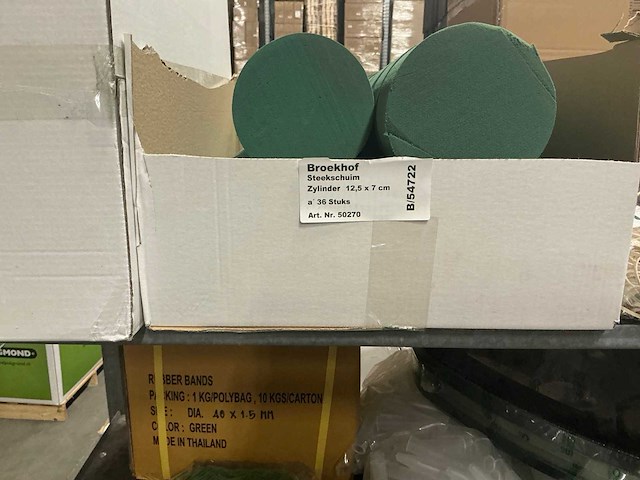 Broekhof
Steekschuim
Zylinder 12,5 x 7 cm
a' 36 Stuks
Art. Nr. 50270
B/54722
RUBBER BANDS
PACKING : 1 KG/POLYBAG , 10 KGS/CARTON
SIZE : DIA. 40 X 1.5 MM
COLOR : GREEN
MADE IN THAILAND